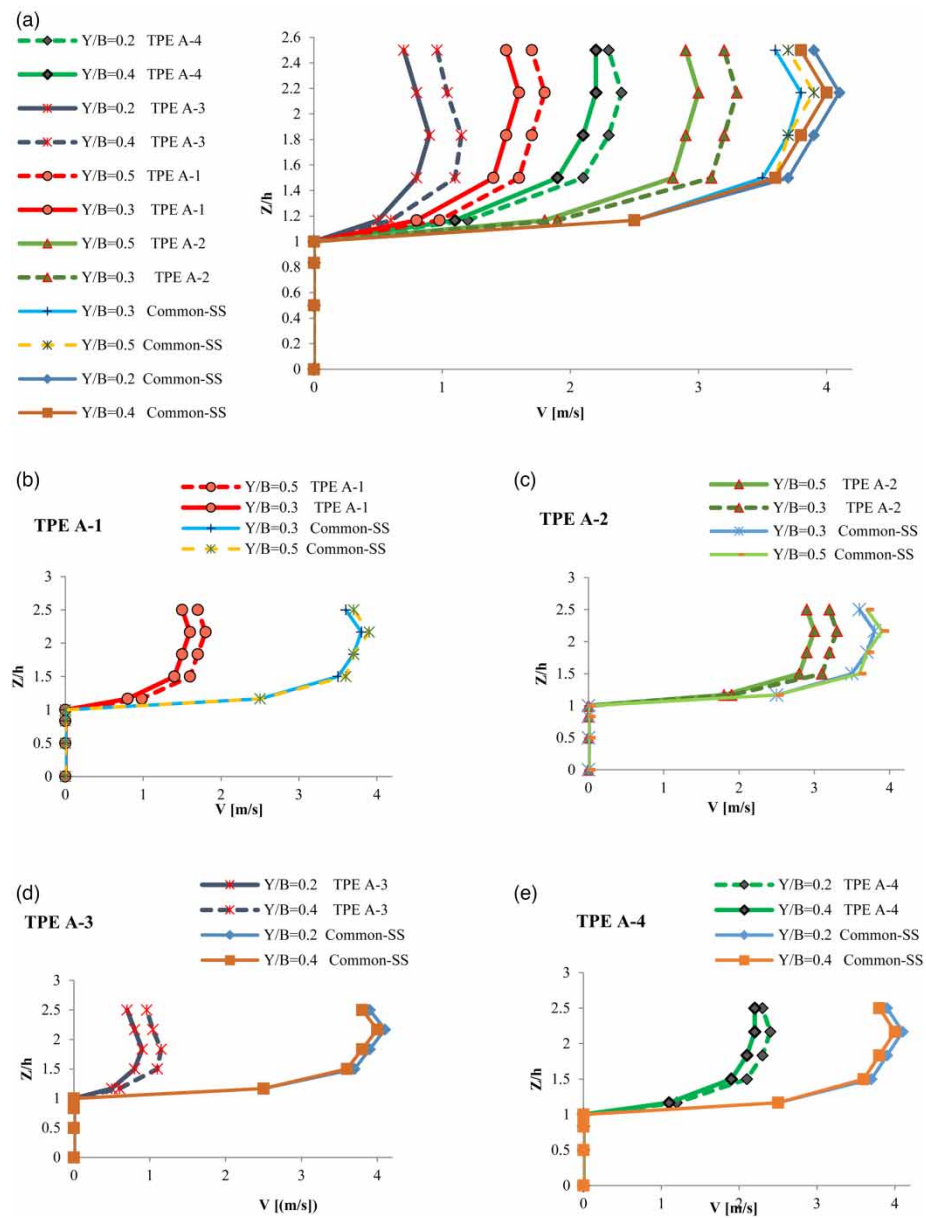 (a)
Y/B=0.2 TPE A-4
Y/B=0.4 TPE A-4
Y/B=0.2 TPE A-3
Y/B=0.4 TPE A-3
Y/B=0.5 TPE A-1
Y/B=0.3 TPE A-1
Y/B=0.5 TPE A-2
Y/B=0.3 TPE A-2
Y/B=0.3 Common-SS
Y/B=0.5 Common-SS
Y/B=0.2 Common-SS
Y/B=0.4 Common-SS
Z/h
2.6
2.4
2.2
2
1.8
1.6
1.4
1.2
1
0.8
0.6
0.4
0.2
0
0 1 2 3 4
V [m/s]
(b)
TPE A-1
Y/B=0.5 TPE A-1
Y/B=0.3 TPE A-1
Y/B=0.3 Common-SS
Y/B=0.5 Common-SS
Z/h
3
2.5
2
1.5
1
0.5
0
0 1 2 3 4
V [m/s]
(c)
TPE A-2
Y/B=0.5 TPE A-2
Y/B=0.3 TPE A-2
Y/B=0.3 Common-SS
Y/B=0.5 Common-SS
Z/h
3
2.5
2
1.5
1
0.5
0
0 1 2 3 4
V [m/s]
(d)
TPE A-3
Y/B=0.2 TPE A-3
Y/B=0.4 TPE A-3
Y/B=0.2 Common-SS
Y/B=0.4 Common-SS
Z/h
3
2.5
2
1.5
1
0.5
0
0 1 2 3 4
V [(m/s])
(e)
TPE A-4
Y/B=0.2 TPE A-4
Y/B=0.4 TPE A-4
Y/B=0.2 Common-SS
Y/B=0.4 Common-SS
Z/h
3
2.5
2
1.5
1
0.5
0
0 1 2 3 4
V [m/s]